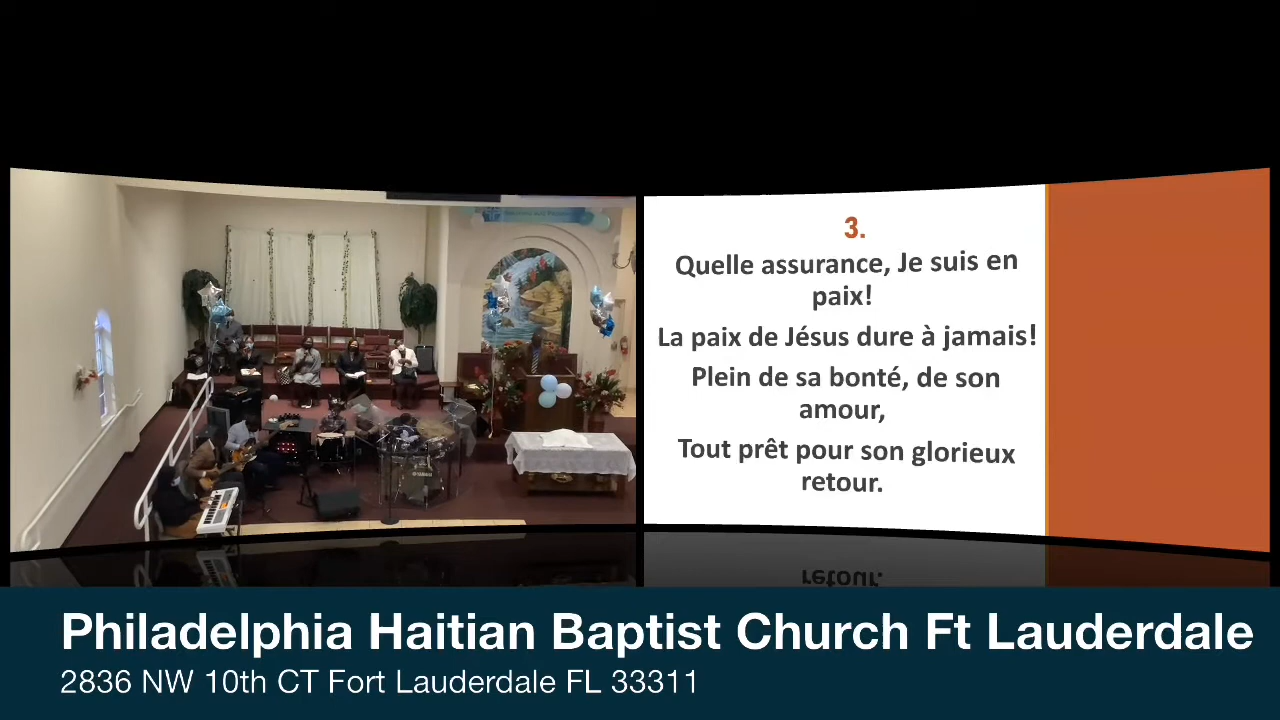 3.
Quelle assurance, Je suis en
paix!
La paix de Jésus dure à jamais!
Plein de sa bonté, de son
amour,
Tout prêt pour son glorieux
retour.
retour.
YAMAHA
Philadelphia Haitian Baptist Church Ft Lauderdale
2836 NW 10th CT Fort Lauderdale FL 33311